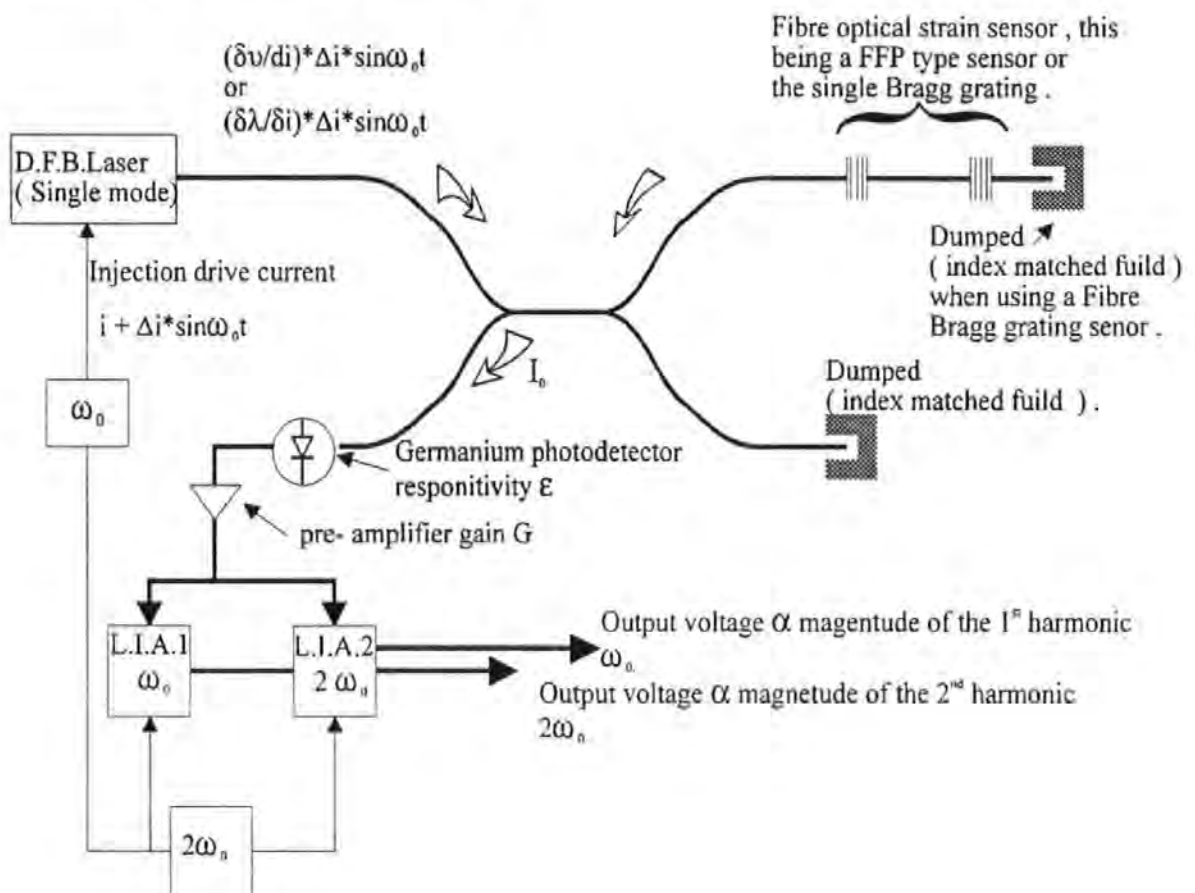 (δυ/di)*Δi*sinω₀t
or
(δλ/δi)*Δi*sinω₀t
Fibre optical strain sensor , this
being a FFP type sensor or
the single Bragg grating .
D.F.B.Laser
( Single mode)
Injection drive current
i + Δi*sinω₀t
ω₀
Dumped
( index matched fuild )
when using a Fibre
Bragg grating senor .
I₀
Dumped
( index matched fuild ) .
Germanium photodetector
responitivity ε
pre- amplifier gain G
L.I.A.1
ω₀
L.I.A.2
2 ω₀
Output voltage α magentude of the 1ˢᵗ harmonic
ω₀
Output voltage α magnetude of the 2ⁿᵈ harmonic
2ω₀
2ω₀